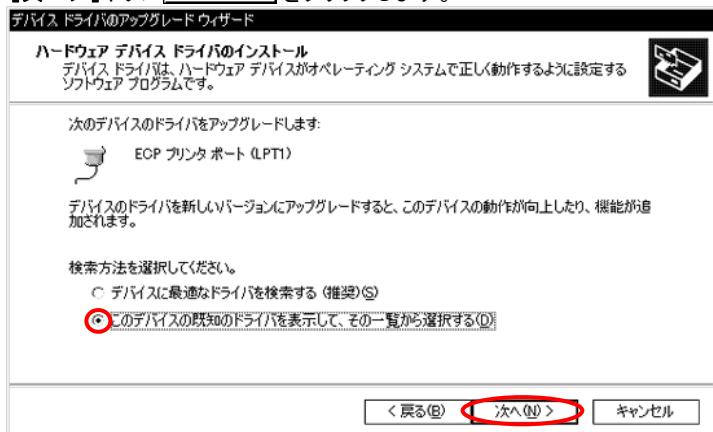 をクリックします。
デバイス ドライバのアップグレード ウィザード
ハードウェア デバイス ドライバのインストール
デバイス ドライバは、ハードウェア デバイスがオペレーティング システムで正しく動作するように設定する
ソフトウェア プログラムです。
次のデバイスのドライバをアップグレードします:
ECP プリンタ ポート (LPT1)
デバイスのドライバを新しいバージョンにアップグレードすると、このデバイスの動作が向上したり、機能が追
加されます。
検索方法を選択してください。
デバイスに最適なドライバを検索する (推奨)(S)
このデバイスの既知のドライバを表示して、その一覧から選択する(D)
< 戻る(B) 次へ(N) > キャンセル